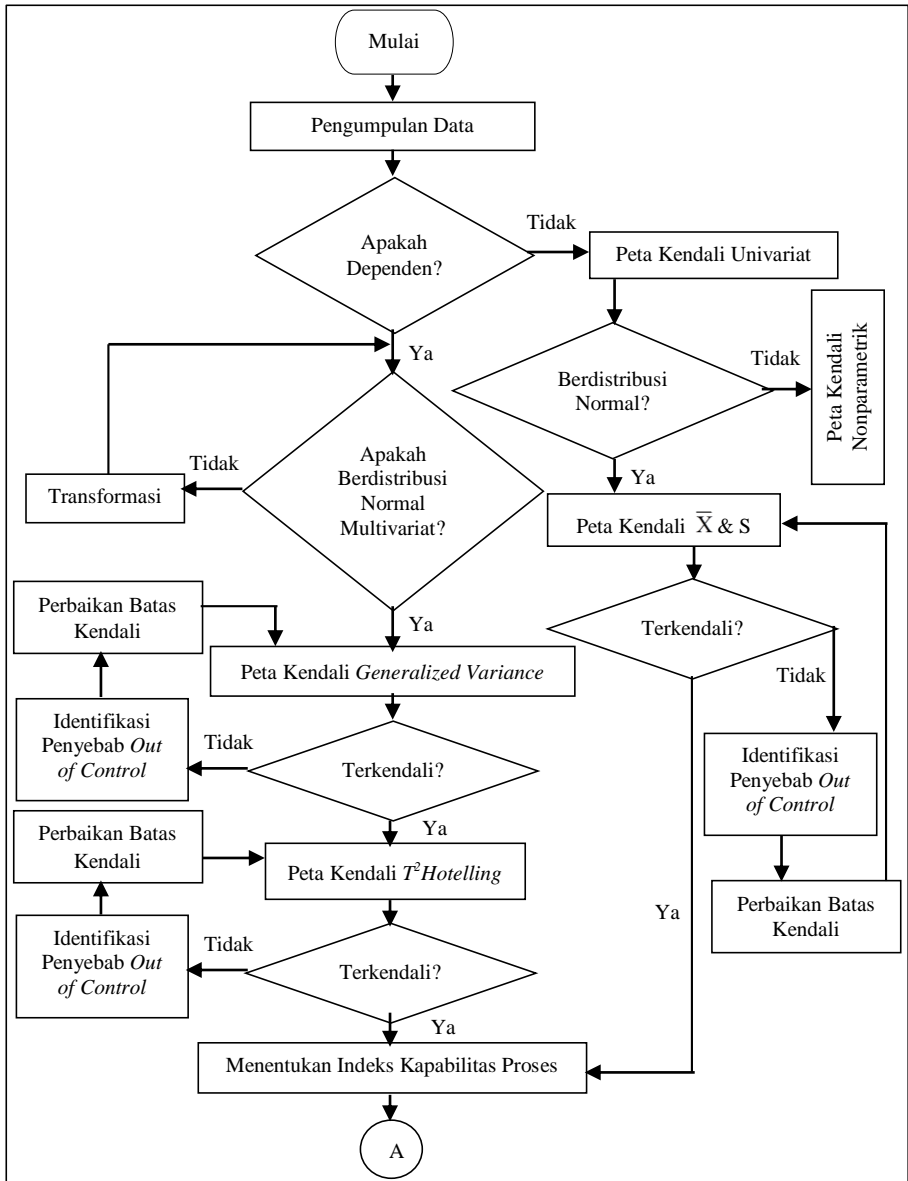 Mulai
Pengumpulan Data
Apakah
Dependen?
Tidak
Peta Kendali Univariat
Ya
Berdistribusi
Normal?
Tidak
Peta Kendali
Nonparametrik
Apakah
Berdistribusi
Normal
Multivariat?
Tidak
Transformasi
Ya
Peta Kendali X̅ & S
Perbaikan Batas
Kendali
Ya
Terkendali?
Peta Kendali Generalized Variance
Tidak
Identifikasi
Penyebab Out
of Control
Tidak
Terkendali?
Identifikasi
Penyebab Out
of Control
Ya
Perbaikan Batas
Kendali
Peta Kendali T²Hotelling
Ya
Perbaikan Batas
Kendali
Identifikasi
Penyebab Out
of Control
Tidak
Terkendali?
Ya
Menentukan Indeks Kapabilitas Proses
A